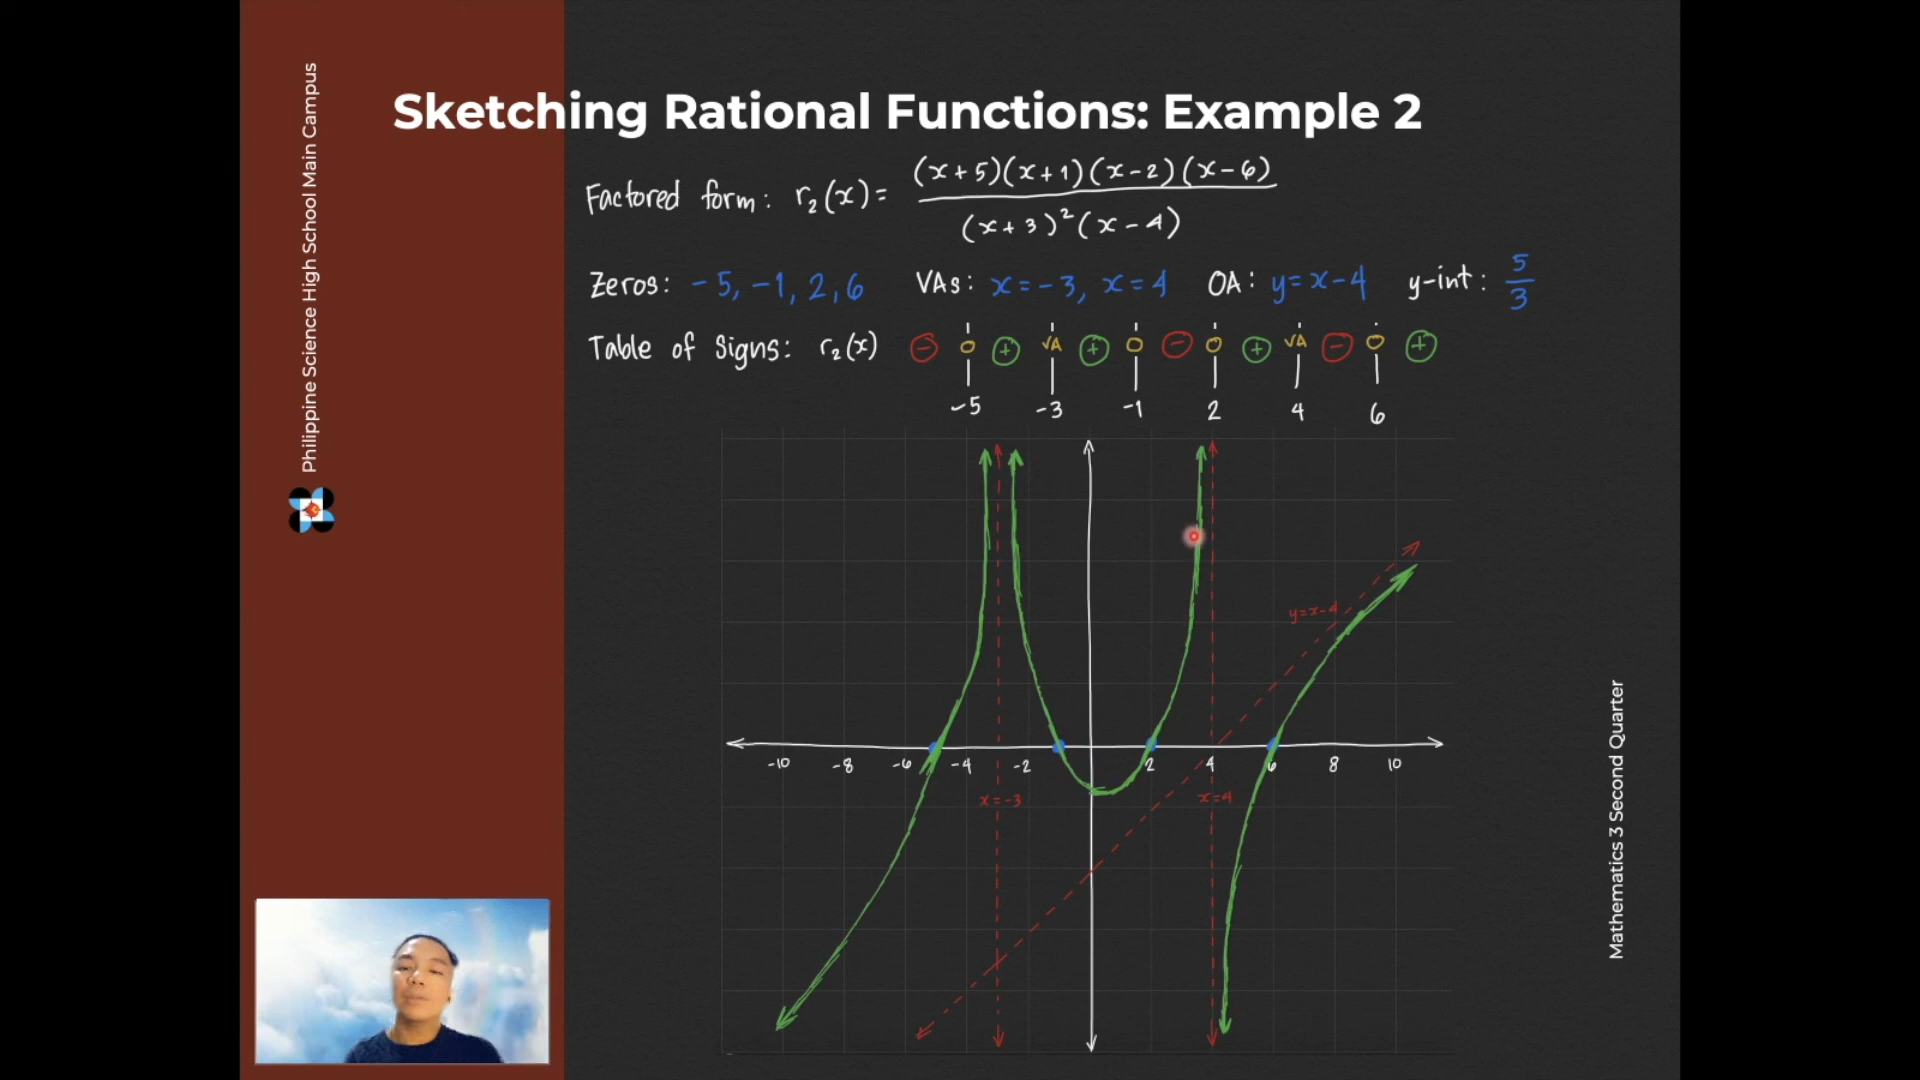 Philippine Science High School Main Campus
Sketching Rational Functions: Example 2
Factored form: r₂(x) = (x+5)(x+1)(x-2)(x-6) / (x+3)²(x-4)
Zeros: -5, -1, 2, 6 VAs: x=-3, x=4 OA: y=x-4 y-int: 5/3
Table of Signs: r₂(x) - 0 + VA + 0 - 0 + VA - 0 +
-5 -3 -1 2 4 6
y=x-4
-10 -8 -6 -4 -2 2 4 6 8 10
x=-3 x=4
Mathematics 3 Second Quarter